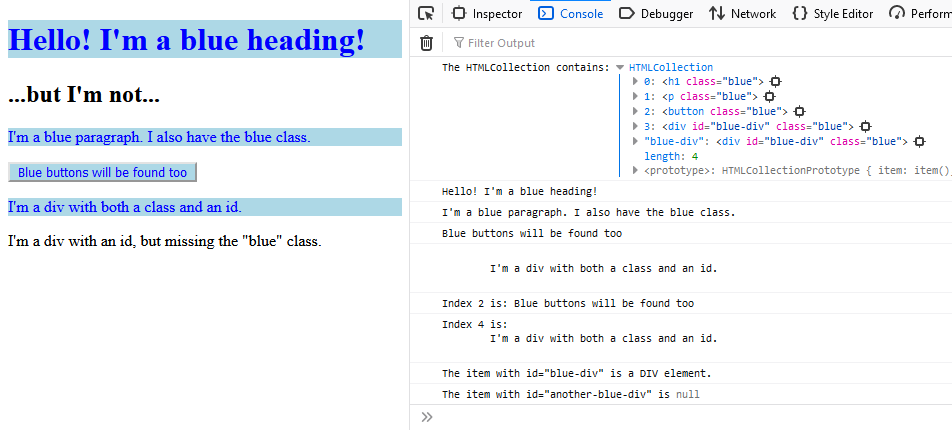 Hello! I'm a blue heading!
...but I'm not...
I'm a blue paragraph. I also have the blue class.
Blue buttons will be found too
I'm a div with both a class and an id.
I'm a div with an id, but missing the "blue" class.
Inspector Console Debugger Network Style Editor Perform
Filter Output
The HTMLCollection contains: HTMLCollection
0: <h1 class="blue">
1: <p class="blue">
2: <button class="blue">
3: <div id="blue-div" class="blue">
"blue-div": <div id="blue-div" class="blue">
length: 4
<prototype>: HTMLCollectionPrototype { item: item(),
Hello! I'm a blue heading!
I'm a blue paragraph. I also have the blue class.
Blue buttons will be found too
I'm a div with both a class and an id.
Index 2 is: Blue buttons will be found too
Index 4 is:
I'm a div with both a class and an id.
The item with id="blue-div" is a DIV element.
The item with id="another-blue-div" is null